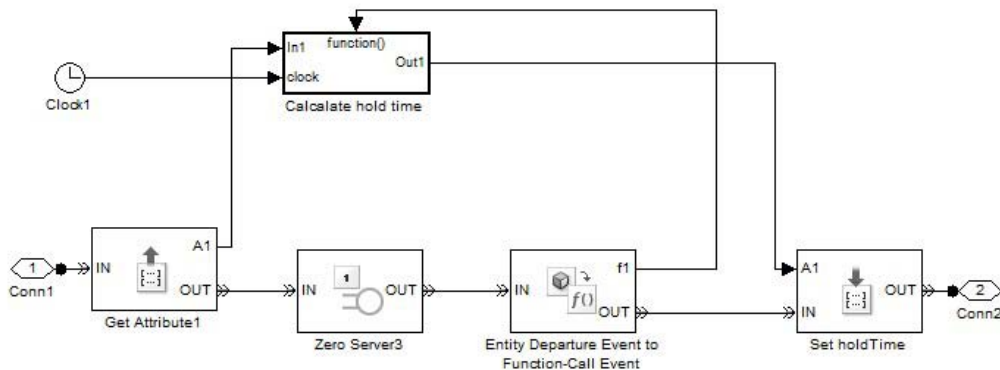 function()
In1
Out1
clock
Calcalate hold time
Clock1
A1
f1
A1
1
IN
OUT
[...]
Conn1
Get Attribute1
IN
1
OUT
Zero Server3
IN
f()
OUT
Entity Departure Event to
Function-Call Event
IN
[...]
OUT
Set holdTime
2
Conn2